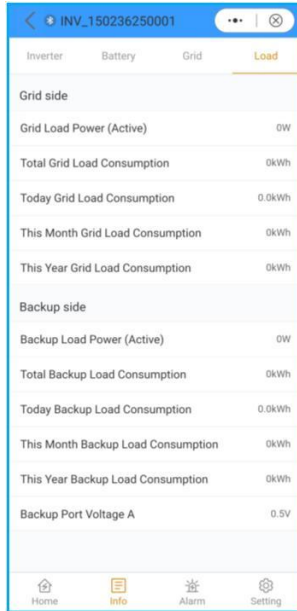 INV_150236250001
Inverter Battery Grid Load
Grid side
Grid Load Power (Active) 0W
Total Grid Load Consumption 0kWh
Today Grid Load Consumption 0.0kWh
This Month Grid Load Consumption 0kWh
This Year Grid Load Consumption 0kWh
Backup side
Backup Load Power (Active) 0W
Total Backup Load Consumption 0kWh
Today Backup Load Consumption 0.0kWh
This Month Backup Load Consumption 0kWh
This Year Backup Load Consumption 0kWh
Backup Port Voltage A 0.5V
Home Info Alarm Setting